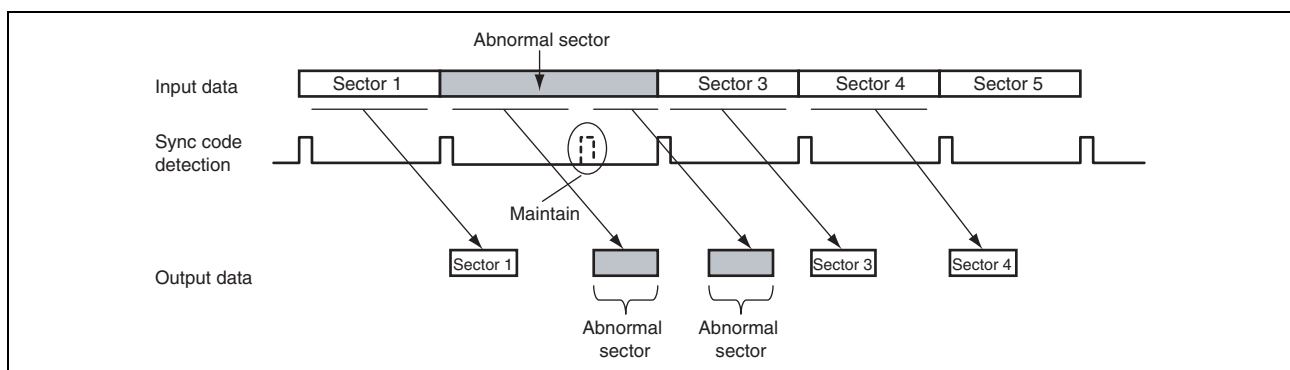 Abnormal sector
Input data
Sector 1
Sector 3
Sector 4
Sector 5
Sync code
detection
Maintain
Output data
Sector 1
Sector 3
Sector 4
Abnormal
sector
Abnormal
sector